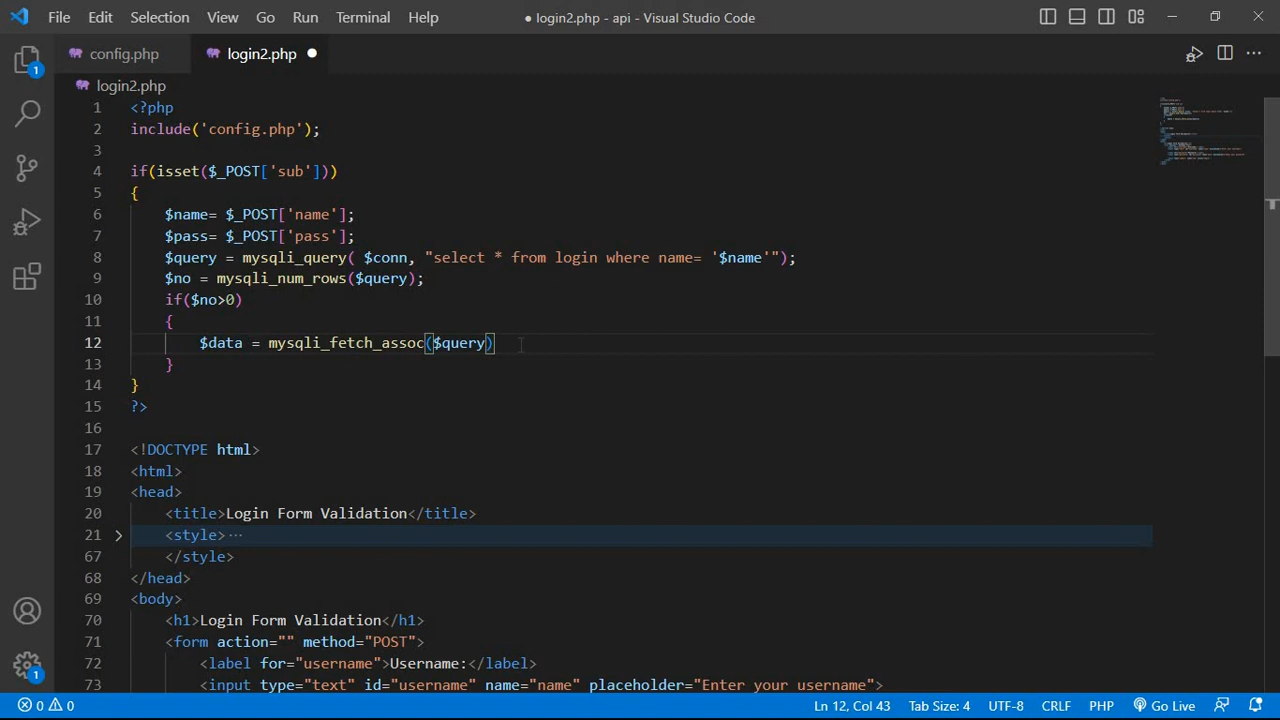 File Edit Selection View Go Run Terminal Help ● login2.php - api - Visual Studio Code
config.php login2.php ●
login2.php
1 <?php
2 include('config.php');
3
4 if(isset($_POST['sub']))
5 {
6 $name= $_POST['name'];
7 $pass= $_POST['pass'];
8 $query = mysqli_query( $conn, "select * from login where name= '$name'");
9 $no = mysqli_num_rows($query);
10 if($no>0)
11 {
12 $data = mysqli_fetch_assoc($query)
13 }
14 }
15 ?>
16
17 <!DOCTYPE html>
18 <html>
19 <head>
20 <title>Login Form Validation</title>
21 <style>⋯
67 </style>
68 </head>
69 <body>
70 <h1>Login Form Validation</h1>
71 <form action="" method="POST">
72 <label for="username">Username:</label>
73 <input type="text" id="username" name="name" placeholder="Enter your username">
1
1
0 0 Ln 12, Col 43 Tab Size: 4 UTF-8 CRLF PHP Go Live